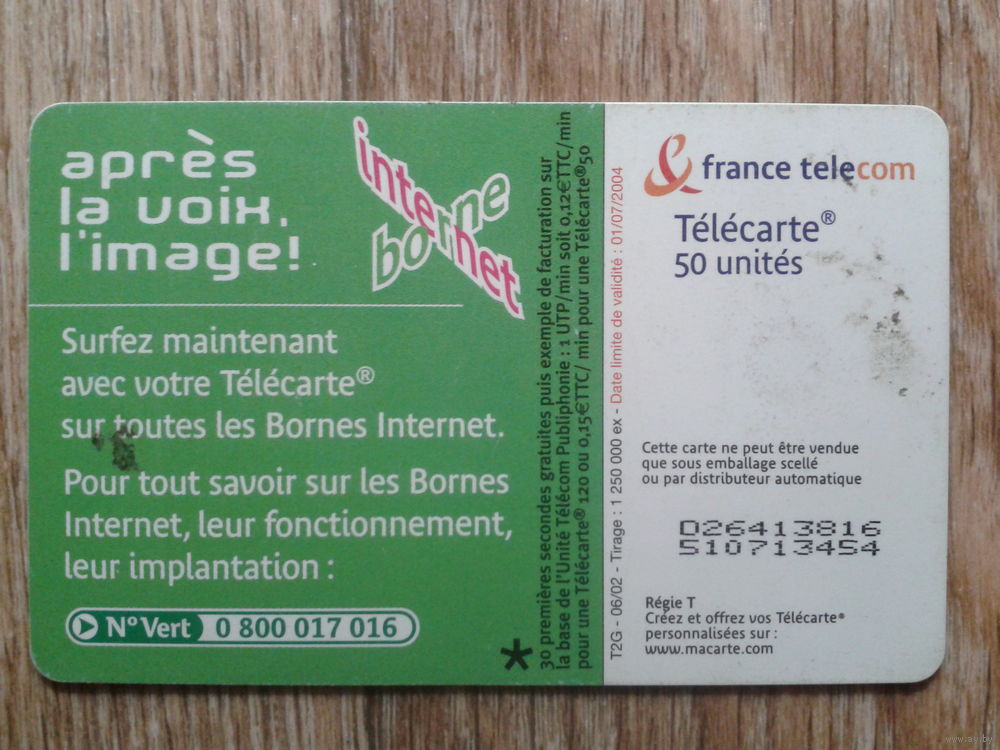 après
la voix,
l'image!
internet
borne
Surfez maintenant
avec votre Télécarte®
sur toutes les Bornes Internet.
Pour tout savoir sur les Bornes
Internet, leur fonctionnement,
leur implantation :
N° Vert 0 800 017 016
* 30 premières secondes gratuites puis exemple de facturation sur
la base de l'Unité Télécom Publiphonie : 1 UTP/min soit 0,12€TTC/min
pour une Télécarte® 120 ou 0,15€TTC/ min pour une Télécarte®50
T2G - 06/02 - Tirage : 1 250 000 ex - Date limite de validité : 01/07/2004
france telecom
Télécarte®
50 unités
Cette carte ne peut être vendue
que sous emballage scellé
ou par distributeur automatique
D26413816
510713454
Régie T
Créez et offrez vos Télécarte®
personnalisées sur :
www.macarte.com
www.ay.by